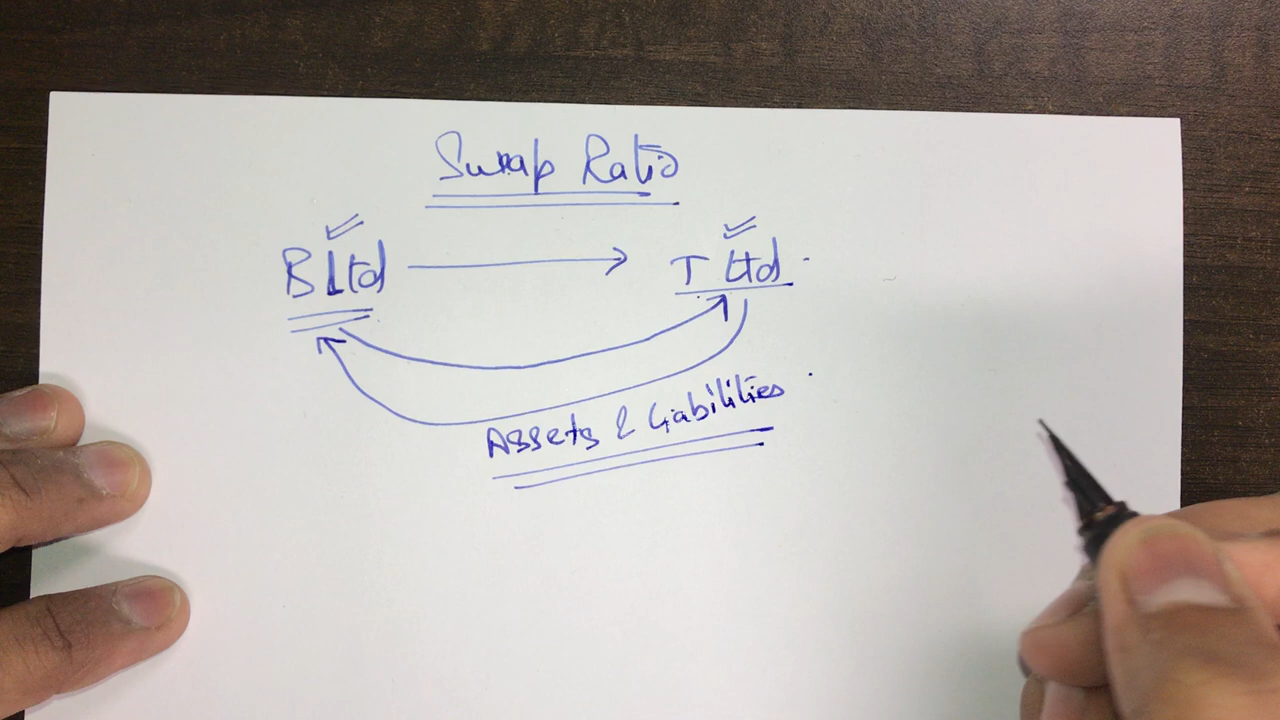 Swap Ratio
B Ltd → T Ltd
Assets & Liabilities